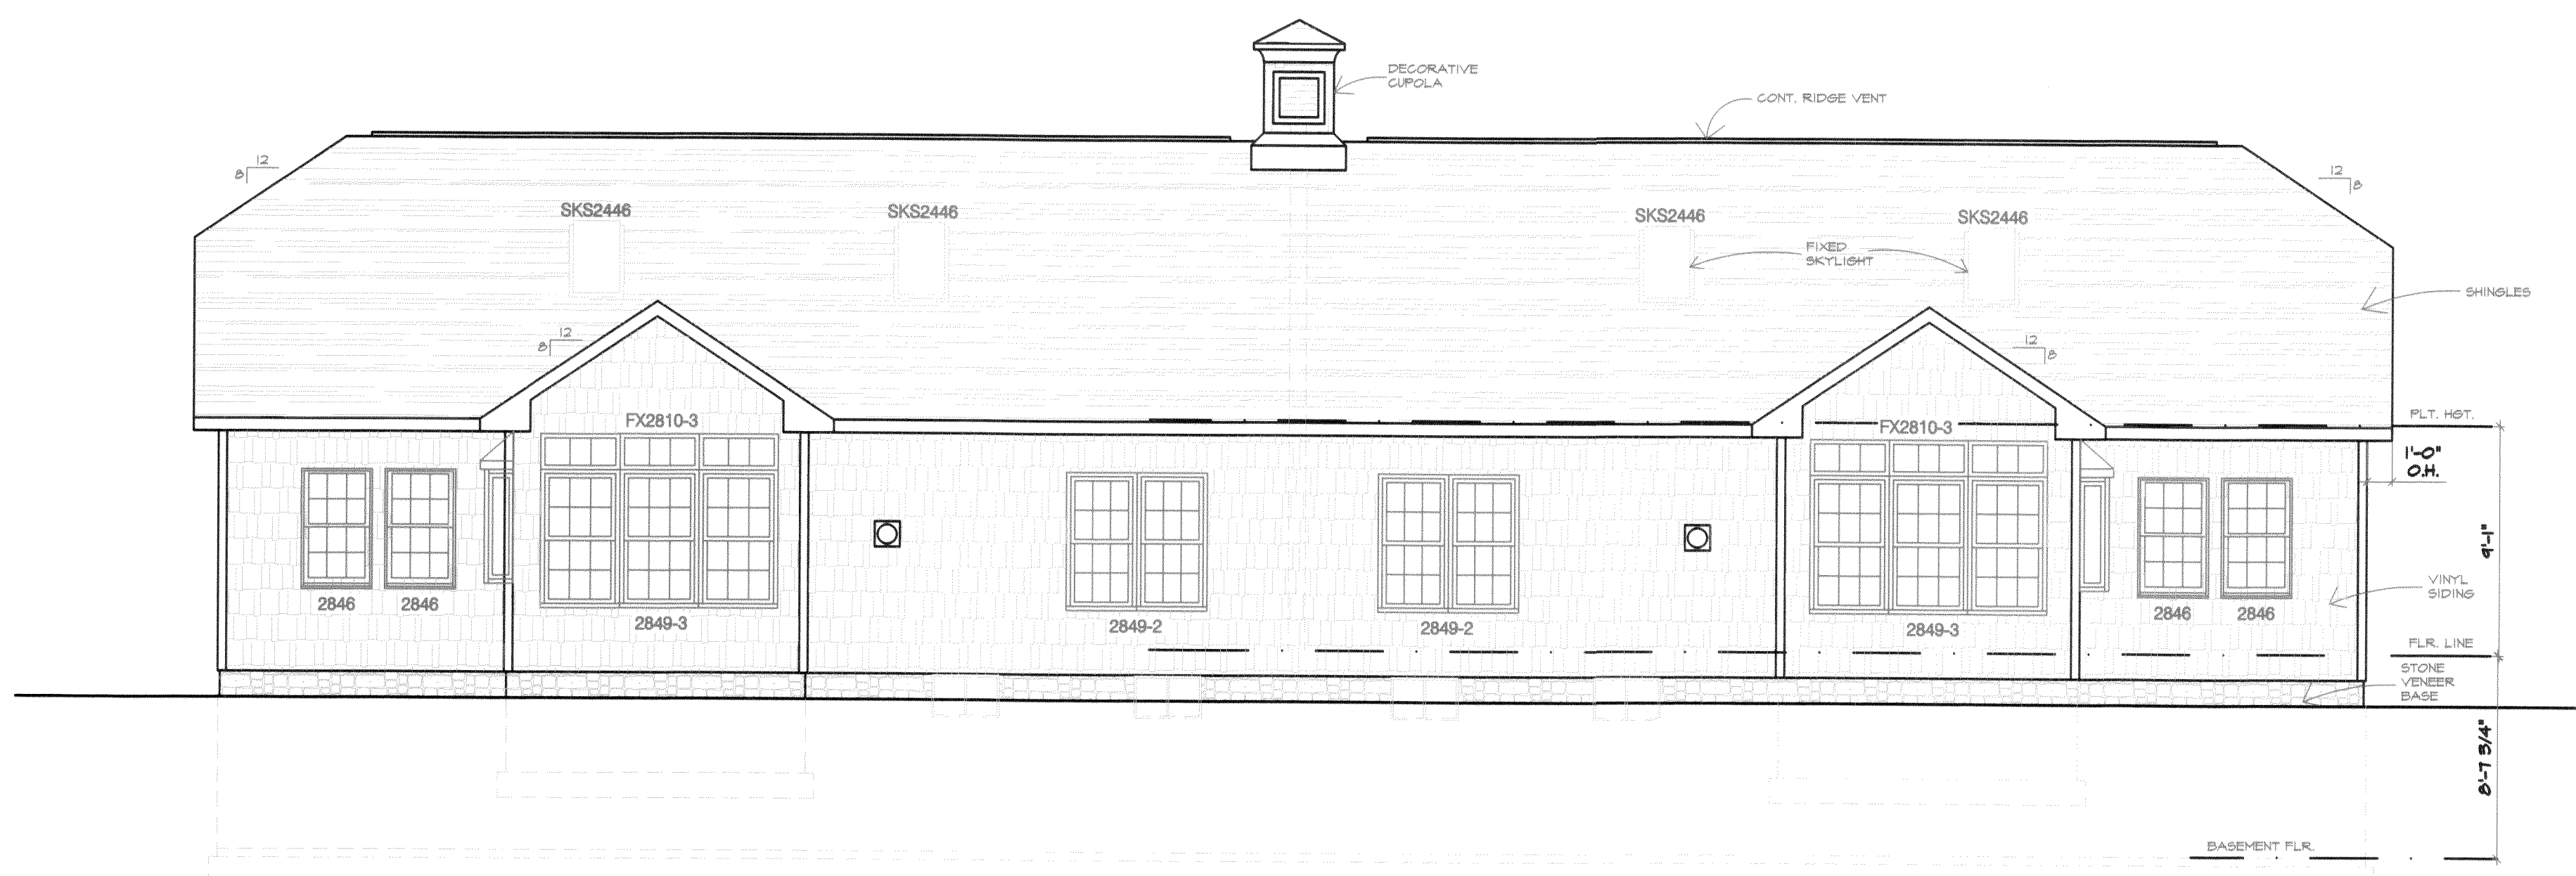 DECORATIVE
CUPOLA
CONT. RIDGE VENT
12
8
12
8
SKS2446
SKS2446
SKS2446
SKS2446
FIXED
SKYLIGHT
SHINGLES
12
8
12
8
FX2810-3
FX2810-3
PLT. HGT.
1'-0"
O.H.
9'-1"
VINYL
SIDING
2846
2846
2849-3
2849-2
2849-2
2849-3
2846
2846
FLR. LINE
STONE
VENEER
BASE
8'-7 3/4"
BASEMENT FLR.